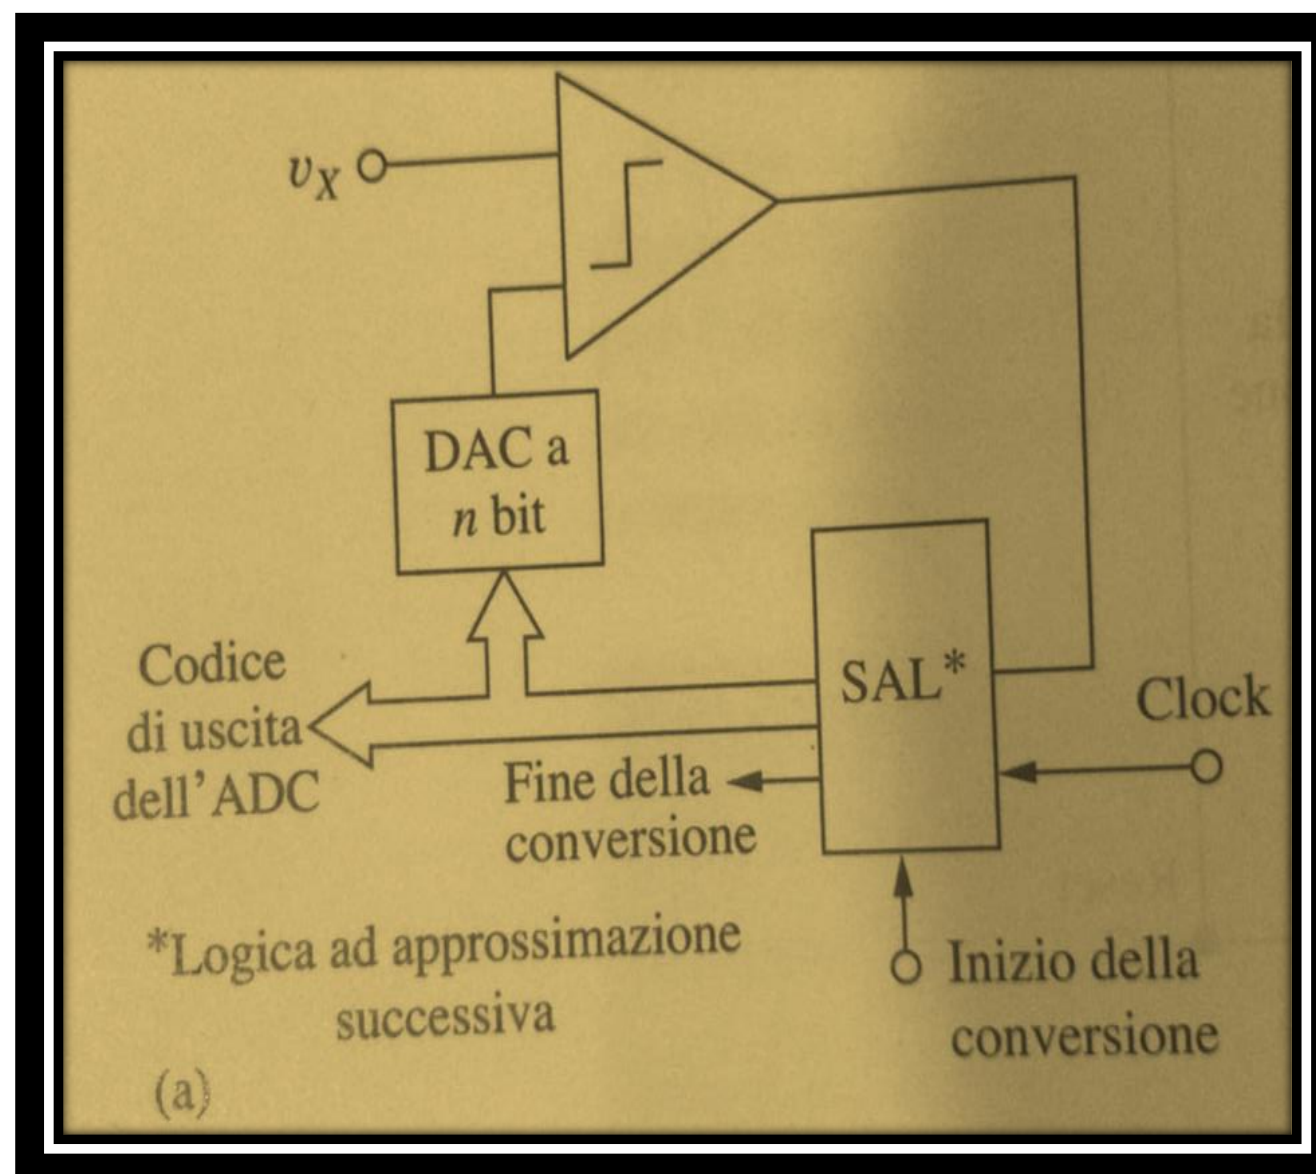 vX
DAC a
n bit
Codice
di uscita
dell'ADC
SAL*
Clock
Fine della
conversione
*Logica ad approssimazione
successiva
Inizio della
conversione
(a)